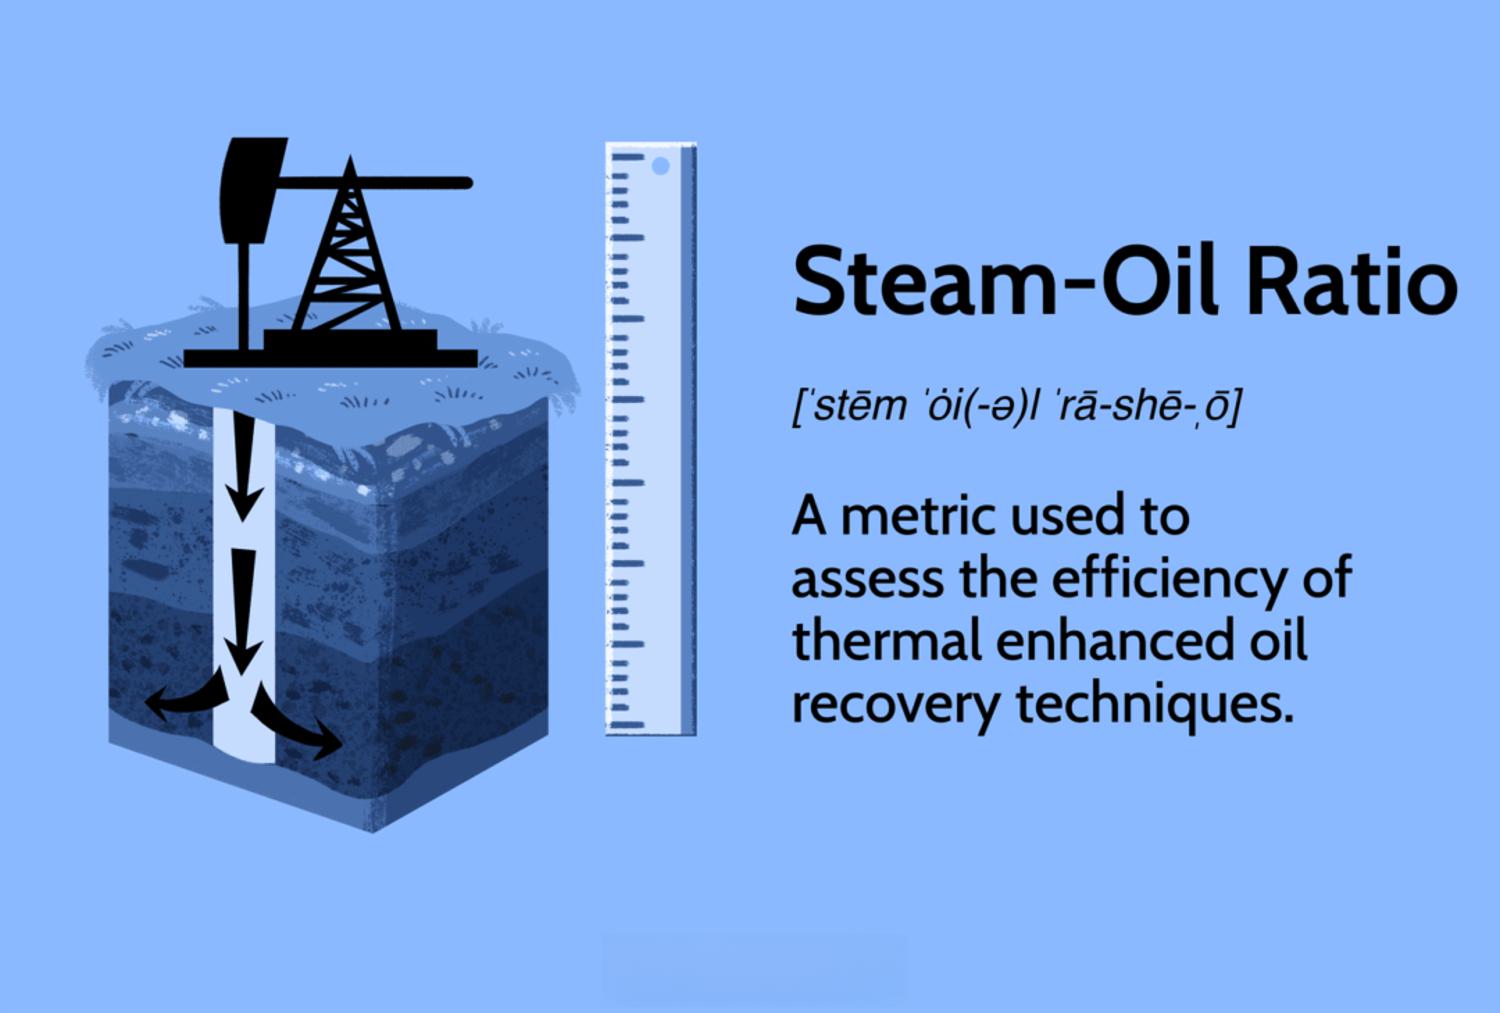 Steam-Oil Ratio
[ˈstēm ˈȯi(-ə)l ˈrā-shē-ˌō]
A metric used to
assess the efficiency of
thermal enhanced oil
recovery techniques.